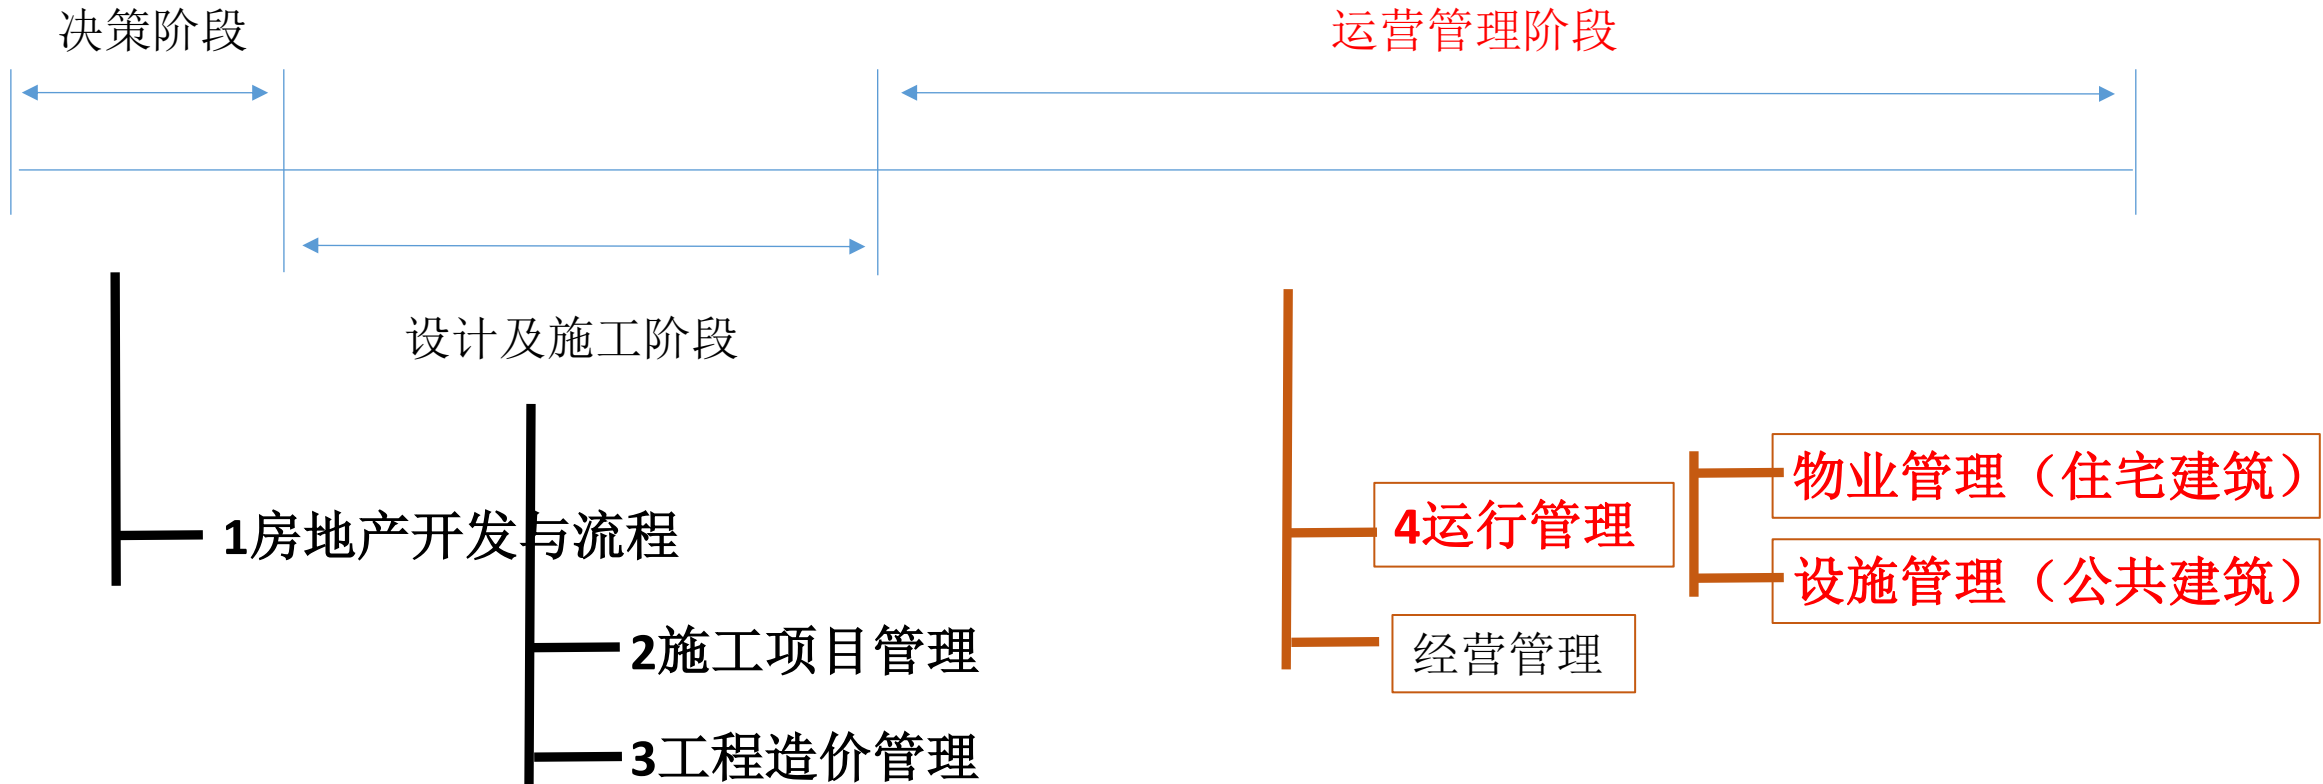 决策阶段
运营管理阶段
设计及施工阶段
1房地产开发与流程
2施工项目管理
3工程造价管理
4运行管理
经营管理
物业管理（住宅建筑）
设施管理（公共建筑）